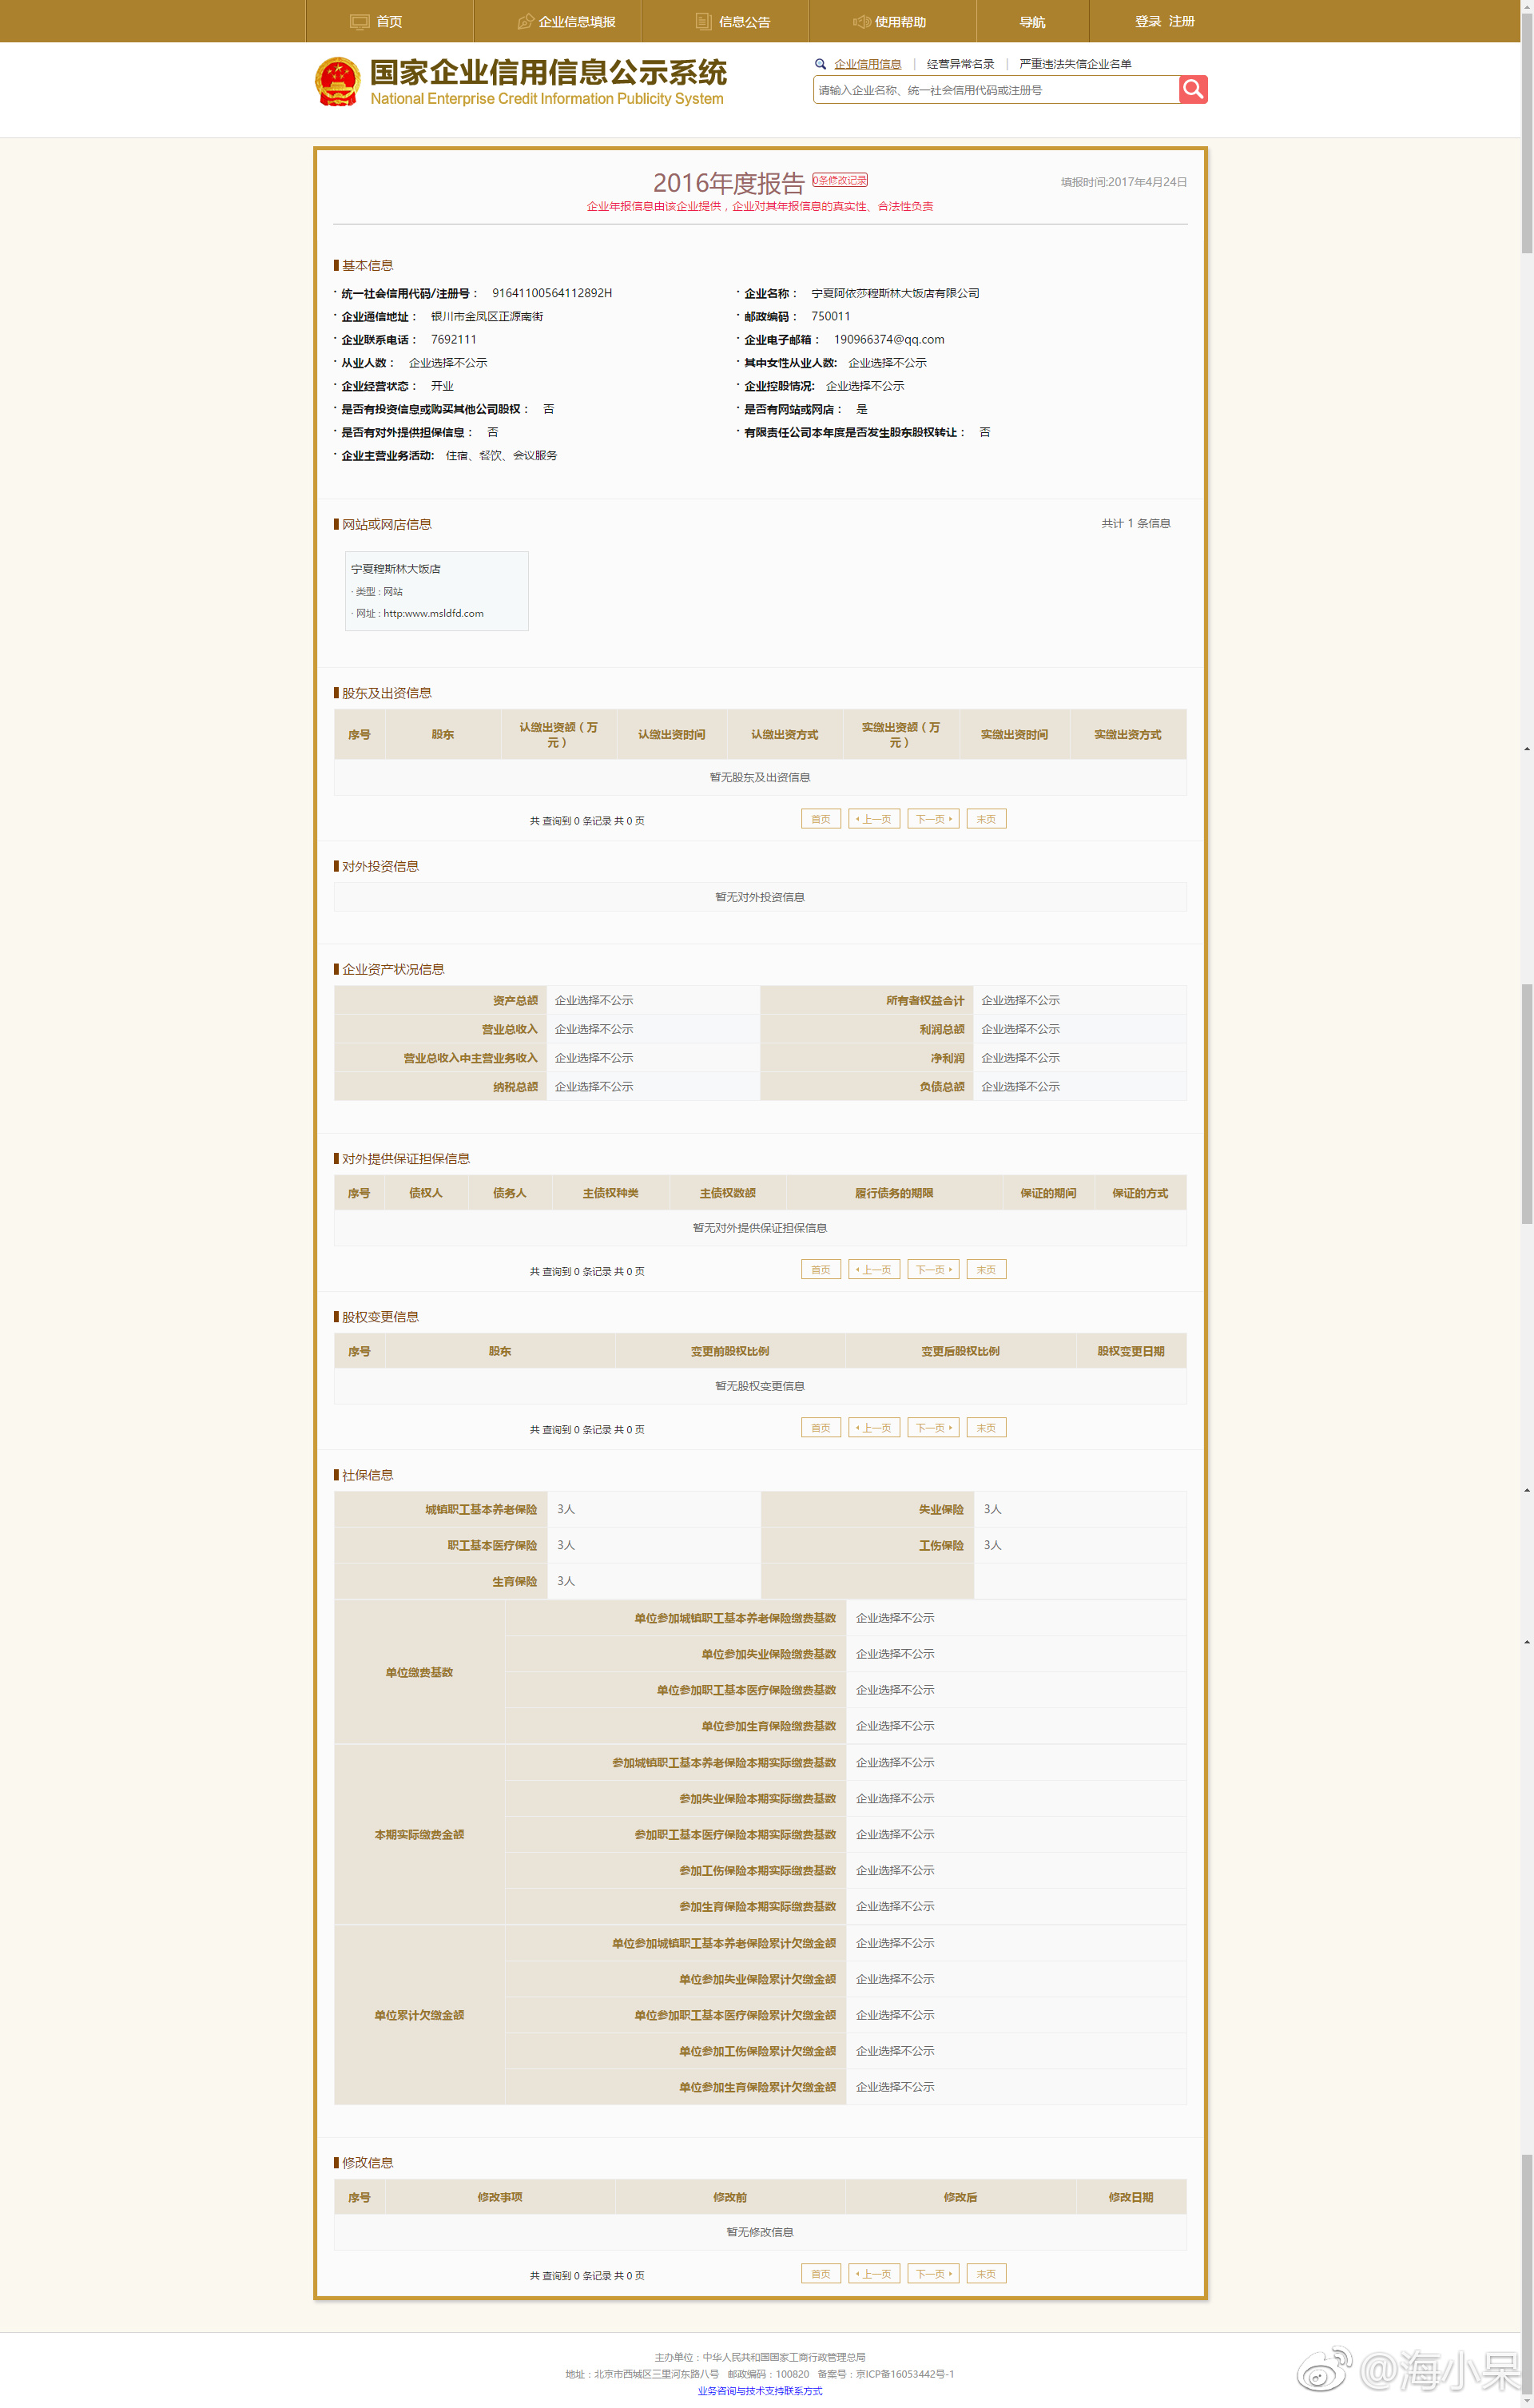 首页 企业信息填报 信息公告 使用帮助 导航 登录 注册
国家企业信用信息公示系统
National Enterprise Credit Information Publicity System
企业信用信息 | 经营异常名录 | 严重违法失信企业名单
请输入企业名称、统一社会信用代码或注册号
2016年度报告 0条修改记录 填报时间:2017年4月24日
企业年报信息由该企业提供，企业对其年报信息的真实性、合法性负责
基本信息
· 统一社会信用代码/注册号： 91641100564112892H · 企业名称： 宁夏阿依莎穆斯林大饭店有限公司
· 企业通信地址： 银川市金凤区正源南街 · 邮政编码： 750011
· 企业联系电话： 7692111 · 企业电子邮箱： 190966374@qq.com
· 从业人数： 企业选择不公示 · 其中女性从业人数: 企业选择不公示
· 企业经营状态： 开业 · 企业控股情况: 企业选择不公示
· 是否有投资信息或购买其他公司股权： 否 · 是否有网站或网店： 是
· 是否有对外提供担保信息： 否 · 有限责任公司本年度是否发生股东股权转让： 否
· 企业主营业务活动: 住宿、餐饮、会议服务
网站或网店信息 共计 1 条信息
宁夏穆斯林大饭店
· 类型 : 网站
· 网址 : http:www.msldfd.com
股东及出资信息
序号 股东 认缴出资额（万元） 认缴出资时间 认缴出资方式 实缴出资额（万元） 实缴出资时间 实缴出资方式
暂无股东及出资信息
共 查询到 0 条记录 共 0 页 首页 上一页 下一页 末页
对外投资信息
暂无对外投资信息
企业资产状况信息
资产总额 企业选择不公示 所有者权益合计 企业选择不公示
营业总收入 企业选择不公示 利润总额 企业选择不公示
营业总收入中主营业务收入 企业选择不公示 净利润 企业选择不公示
纳税总额 企业选择不公示 负债总额 企业选择不公示
对外提供保证担保信息
序号 债权人 债务人 主债权种类 主债权数额 履行债务的期限 保证的期间 保证的方式
暂无对外提供保证担保信息
共 查询到 0 条记录 共 0 页 首页 上一页 下一页 末页
股权变更信息
序号 股东 变更前股权比例 变更后股权比例 股权变更日期
暂无股权变更信息
共 查询到 0 条记录 共 0 页 首页 上一页 下一页 末页
社保信息
城镇职工基本养老保险 3人 失业保险 3人
职工基本医疗保险 3人 工伤保险 3人
生育保险 3人
单位缴费基数
单位参加城镇职工基本养老保险缴费基数 企业选择不公示
单位参加失业保险缴费基数 企业选择不公示
单位参加职工基本医疗保险缴费基数 企业选择不公示
单位参加生育保险缴费基数 企业选择不公示
本期实际缴费金额
参加城镇职工基本养老保险本期实际缴费基数 企业选择不公示
参加失业保险本期实际缴费基数 企业选择不公示
参加职工基本医疗保险本期实际缴费基数 企业选择不公示
参加工伤保险本期实际缴费基数 企业选择不公示
参加生育保险本期实际缴费基数 企业选择不公示
单位累计欠缴金额
单位参加城镇职工基本养老保险累计欠缴金额 企业选择不公示
单位参加失业保险累计欠缴金额 企业选择不公示
单位参加职工基本医疗保险累计欠缴金额 企业选择不公示
单位参加工伤保险累计欠缴金额 企业选择不公示
单位参加生育保险累计欠缴金额 企业选择不公示
修改信息
序号 修改事项 修改前 修改后 修改日期
暂无修改信息
共 查询到 0 条记录 共 0 页 首页 上一页 下一页 末页
主办单位：中华人民共和国国家工商行政管理总局
地址：北京市西城区三里河东路八号 邮政编码：100820 备案号：京ICP备16053442号-1
业务咨询与技术支持联系方式
@海小呆